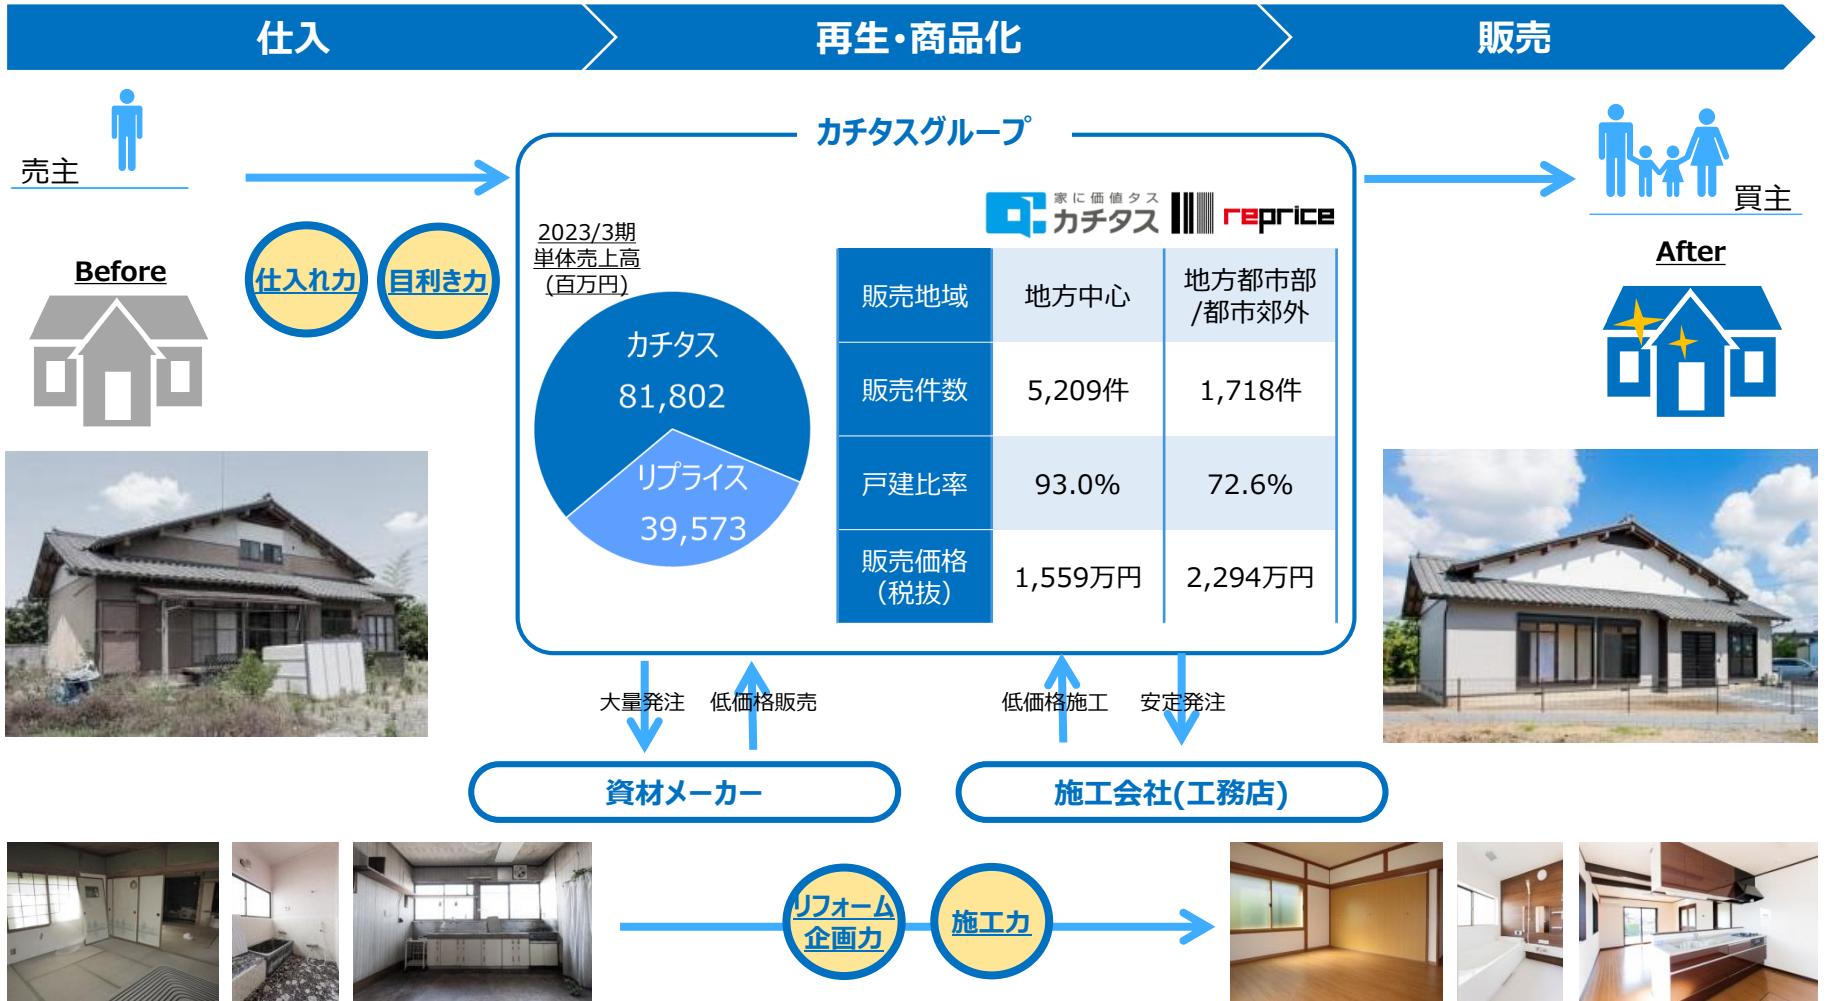 仕入
再生・商品化
販売
売主
カチタスグループ
買主
家に価値タス
カチタス
reprice
Before
仕入れ力
目利き力
2023/3期
単体売上高
(百万円)
カチタス
81,802
リプライス
39,573
販売地域
地方中心
地方都市部
/都市郊外
販売件数
5,209件
1,718件
戸建比率
93.0%
72.6%
販売価格
（税抜）
1,559万円
2,294万円
After
大量発注
低価格販売
低価格施工
安定発注
資材メーカー
施工会社(工務店)
リフォーム
企画力
施工力